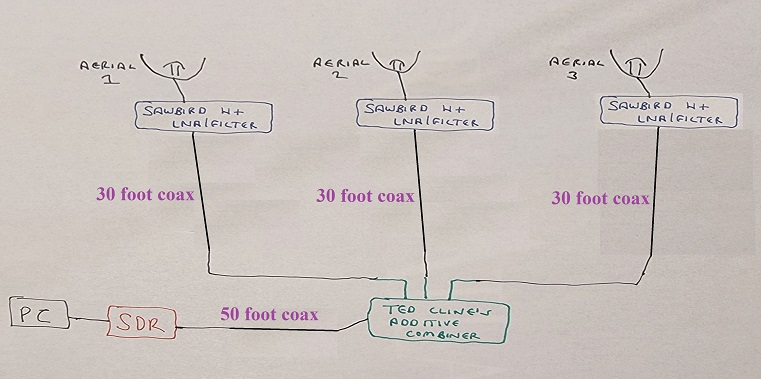 AERIAL
1
AERIAL
2
AERIAL
3
SAWBIRD H+
LNA/FILTER
SAWBIRD H+
LNA/FILTER
SAWBIRD H+
LNA/FILTER
30 foot coax
30 foot coax
30 foot coax
PC
SDR
50 foot coax
TED CLINE'S
ADDITIVE
COMBINER